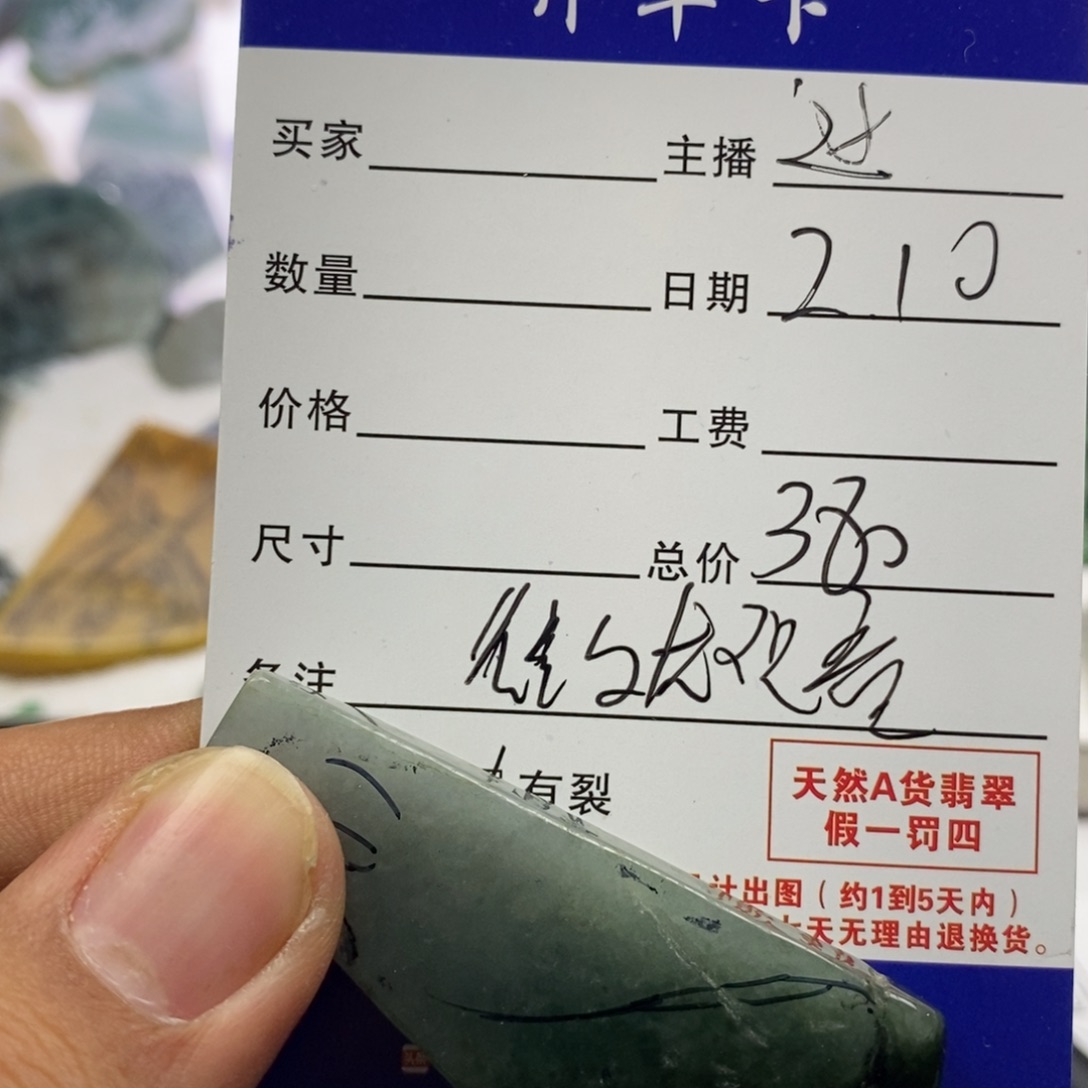 买家 主播
数量 日期 2.10
价格 工费
尺寸 总价 380
备注
有裂
天然A货翡翠
假一罚四
计出图（约1到5天内）
七天无理由退换货。